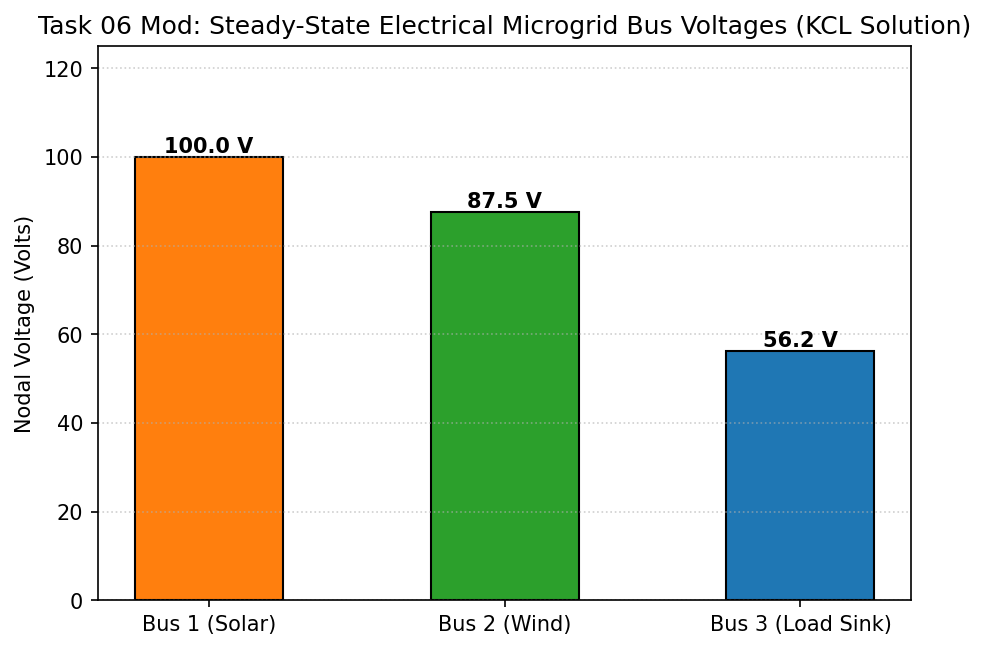 Task 06 Mod: Steady-State Electrical Microgrid Bus Voltages (KCL Solution)
Nodal Voltage (Volts)
120
100
80
60
40
20
0
100.0 V
87.5 V
56.2 V
Bus 1 (Solar)
Bus 2 (Wind)
Bus 3 (Load Sink)